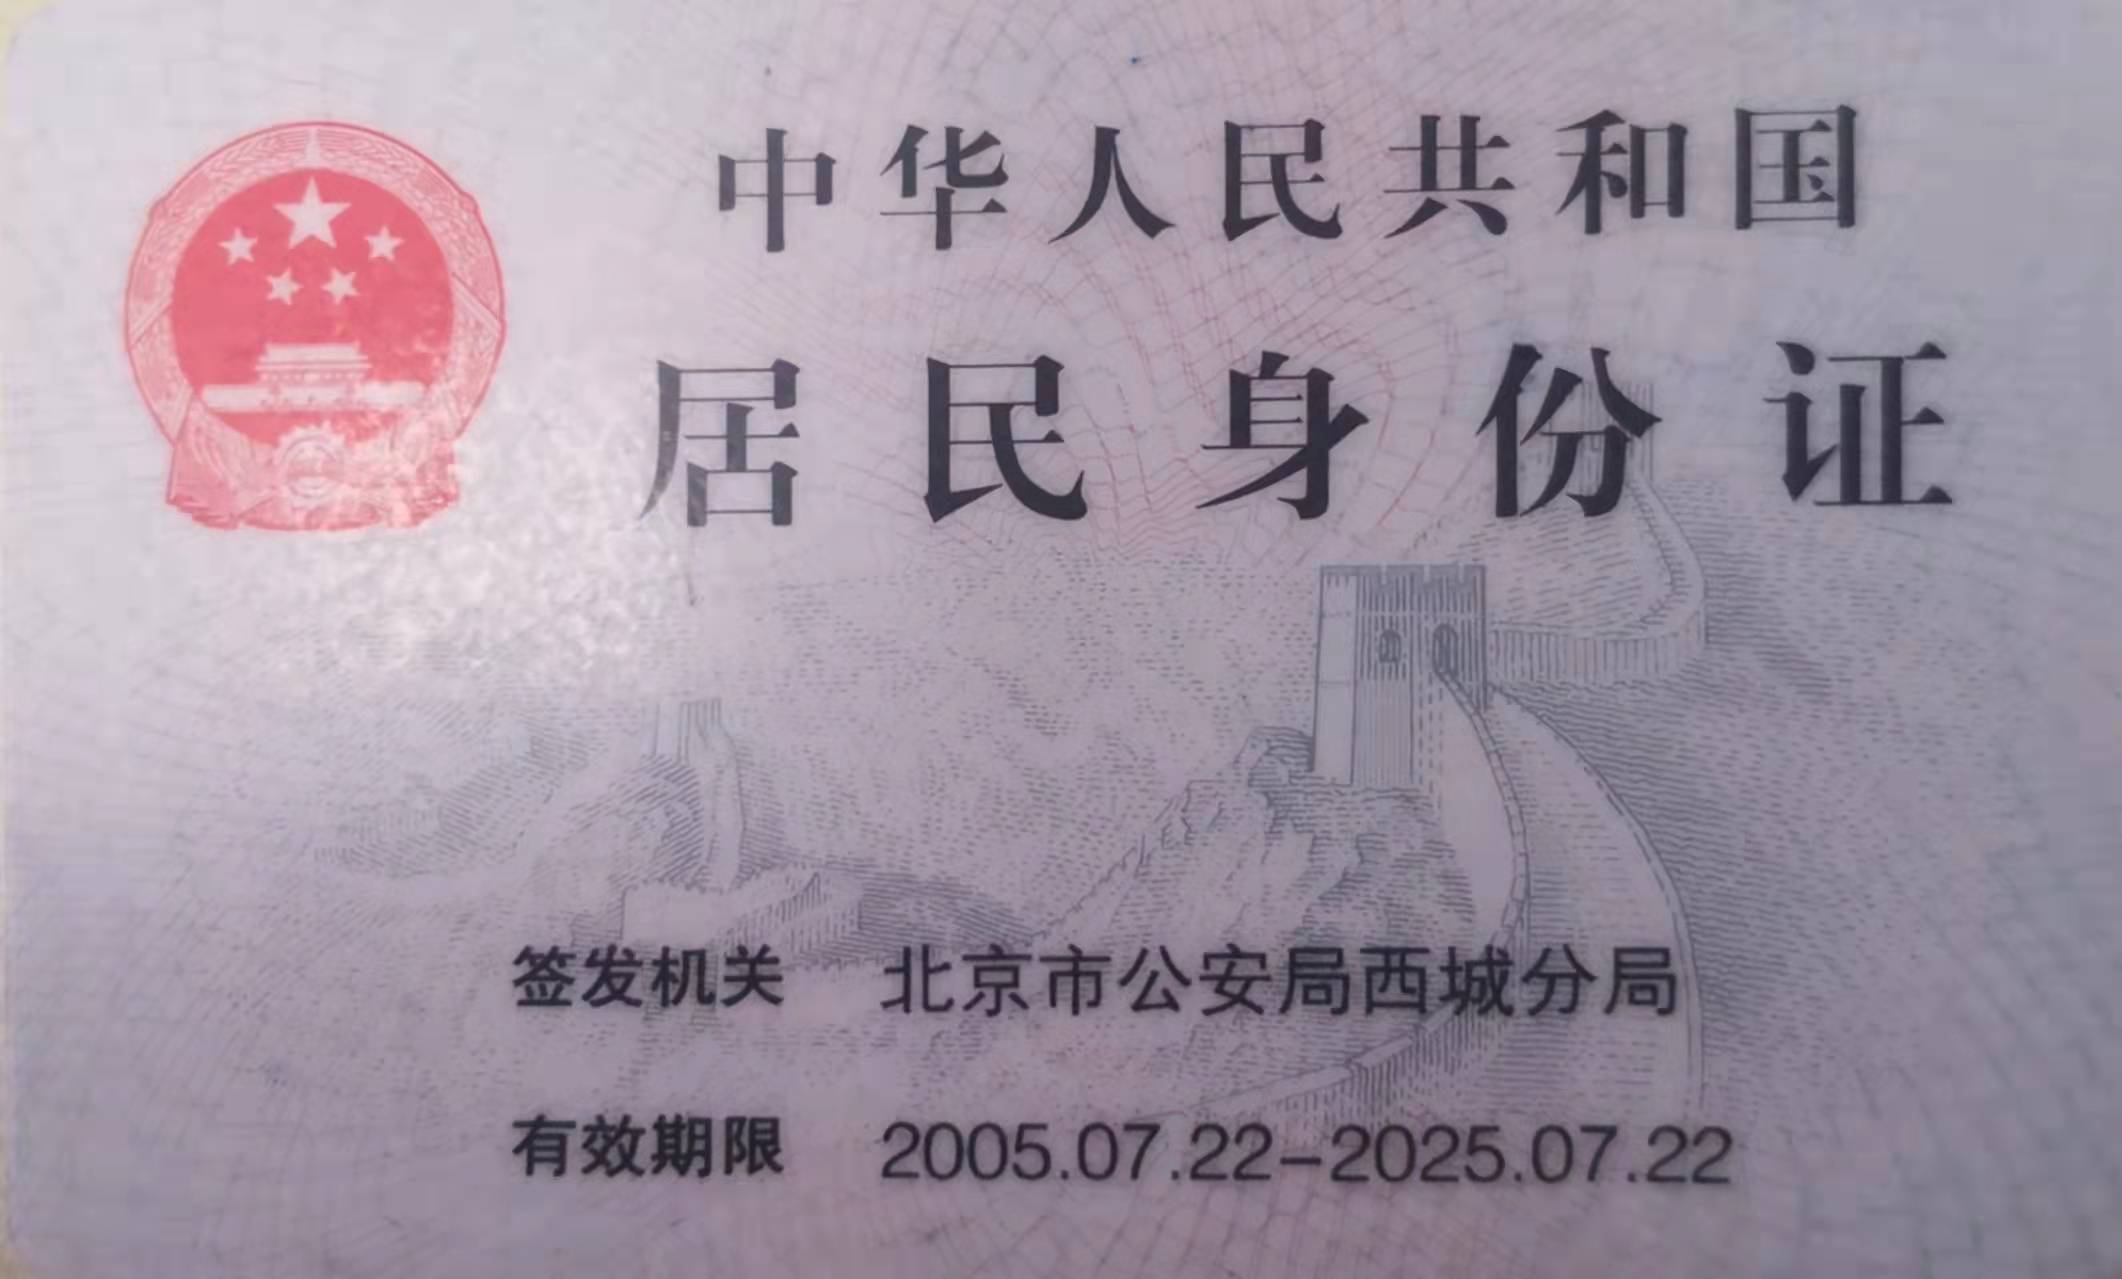 中华人民共和国
居民身份证
签发机关 北京市公安局西城分局
有效期限 2005.07.22-2025.07.22